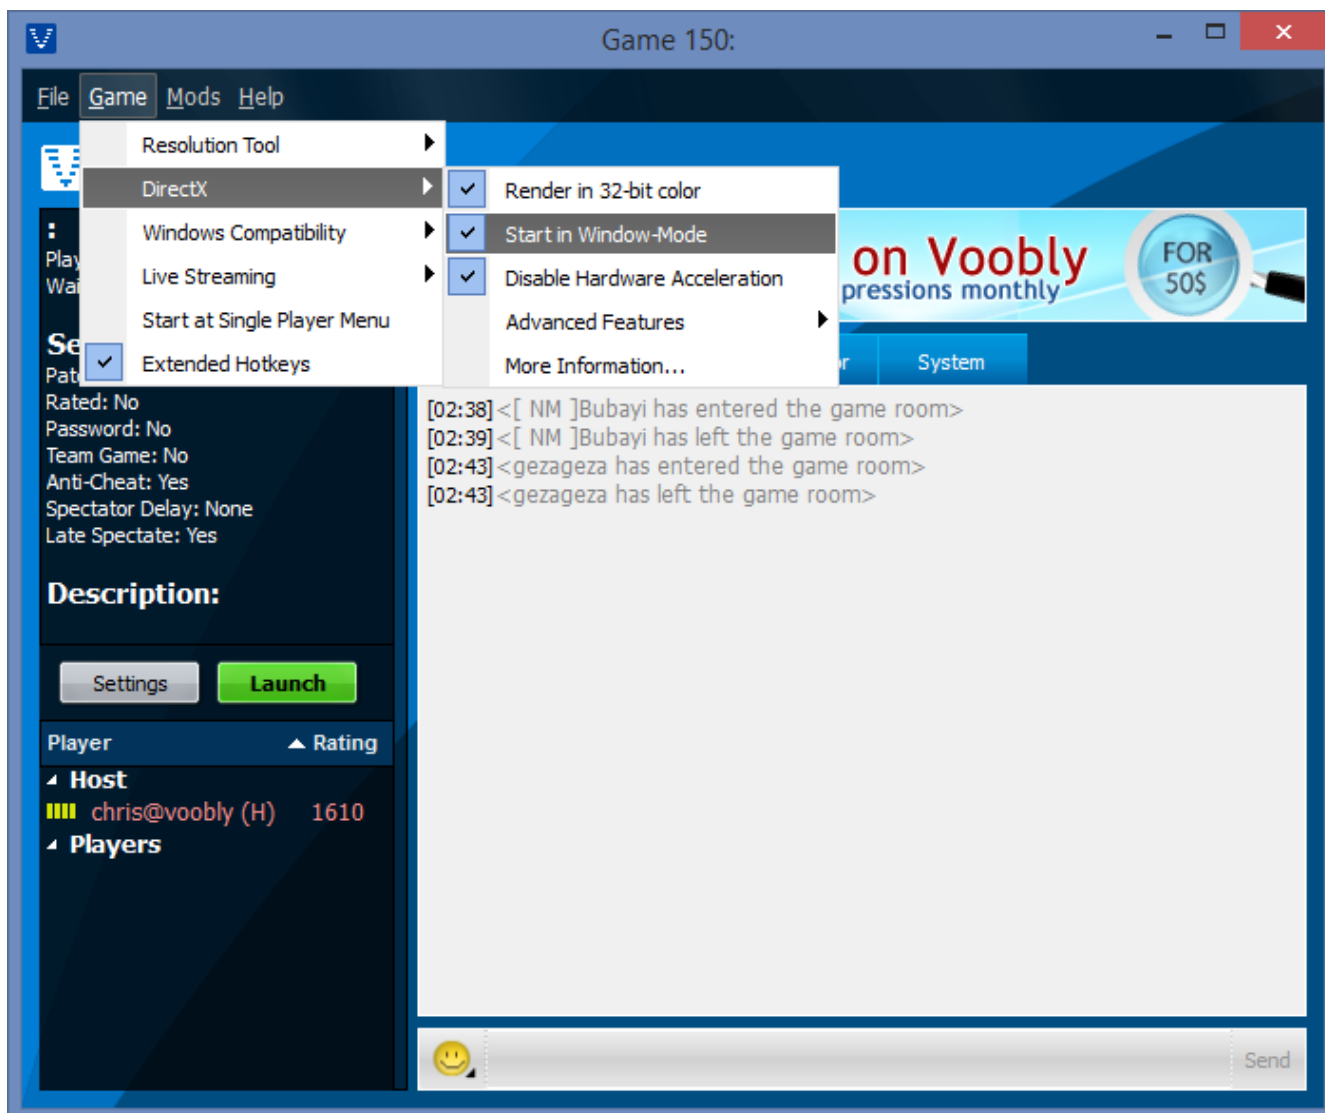 Game 150:
File Game Mods Help
Resolution Tool
DirectX
Windows Compatibility
Live Streaming
Start at Single Player Menu
Extended Hotkeys
Render in 32-bit color
Start in Window-Mode
Disable Hardware Acceleration
Advanced Features
More Information...
on Voobly
pressions monthly
FOR
50$
:
Play
Wai
Se
Pat
Rated: No
Password: No
Team Game: No
Anti-Cheat: Yes
Spectator Delay: None
Late Spectate: Yes
Description:
Settings Launch
Player Rating
Host
chris@voobly (H) 1610
Players
r System
[02:38] <[ NM ]Bubayi has entered the game room>
[02:39] <[ NM ]Bubayi has left the game room>
[02:43] <gezageza has entered the game room>
[02:43] <gezageza has left the game room>
Send